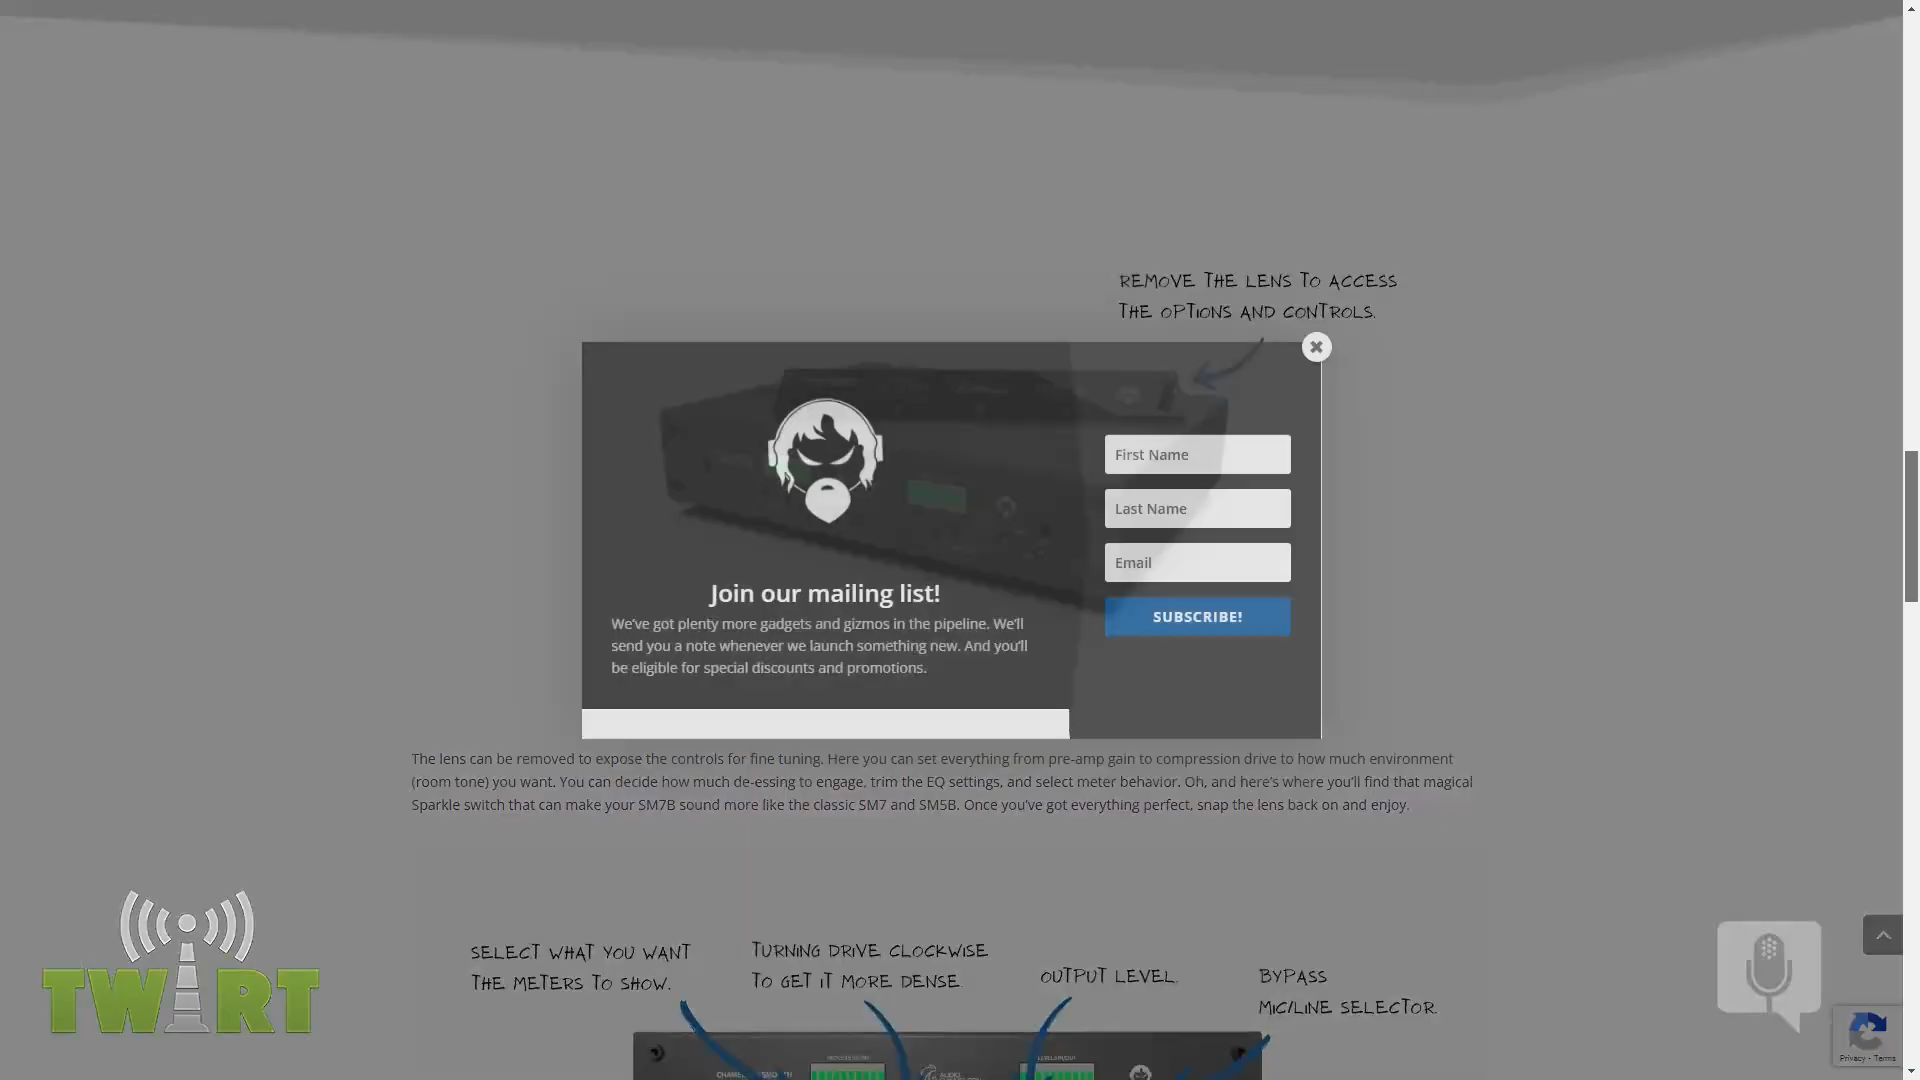 REMOVE THE LENS TO ACCESS
THE OPTIONS AND CONTROLS.
First Name
Last Name
Email
SUBSCRIBE!
Join our mailing list!
We've got plenty more gadgets and gizmos in the pipeline. We'll
send you a note whenever we launch something new. And you'll
be eligible for special discounts and promotions.
The lens can be removed to expose the controls for fine tuning. Here you can set everything from pre-amp gain to compression drive to how much environment
(room tone) you want. You can decide how much de-essing to engage, trim the EQ settings, and select meter behavior. Oh, and here's where you'll find that magical
Sparkle switch that can make your SM7B sound more like the classic SM7 and SM5B. Once you've got everything perfect, snap the lens back on and enjoy.
SELECT WHAT YOU WANT
THE METERS TO SHOW.
TURNING DRIVE CLOCKWISE
TO GET IT MORE DENSE.
OUTPUT LEVEL.
BYPASS
MIC/LINE SELECTOR.
TWiRT
Privacy - Terms